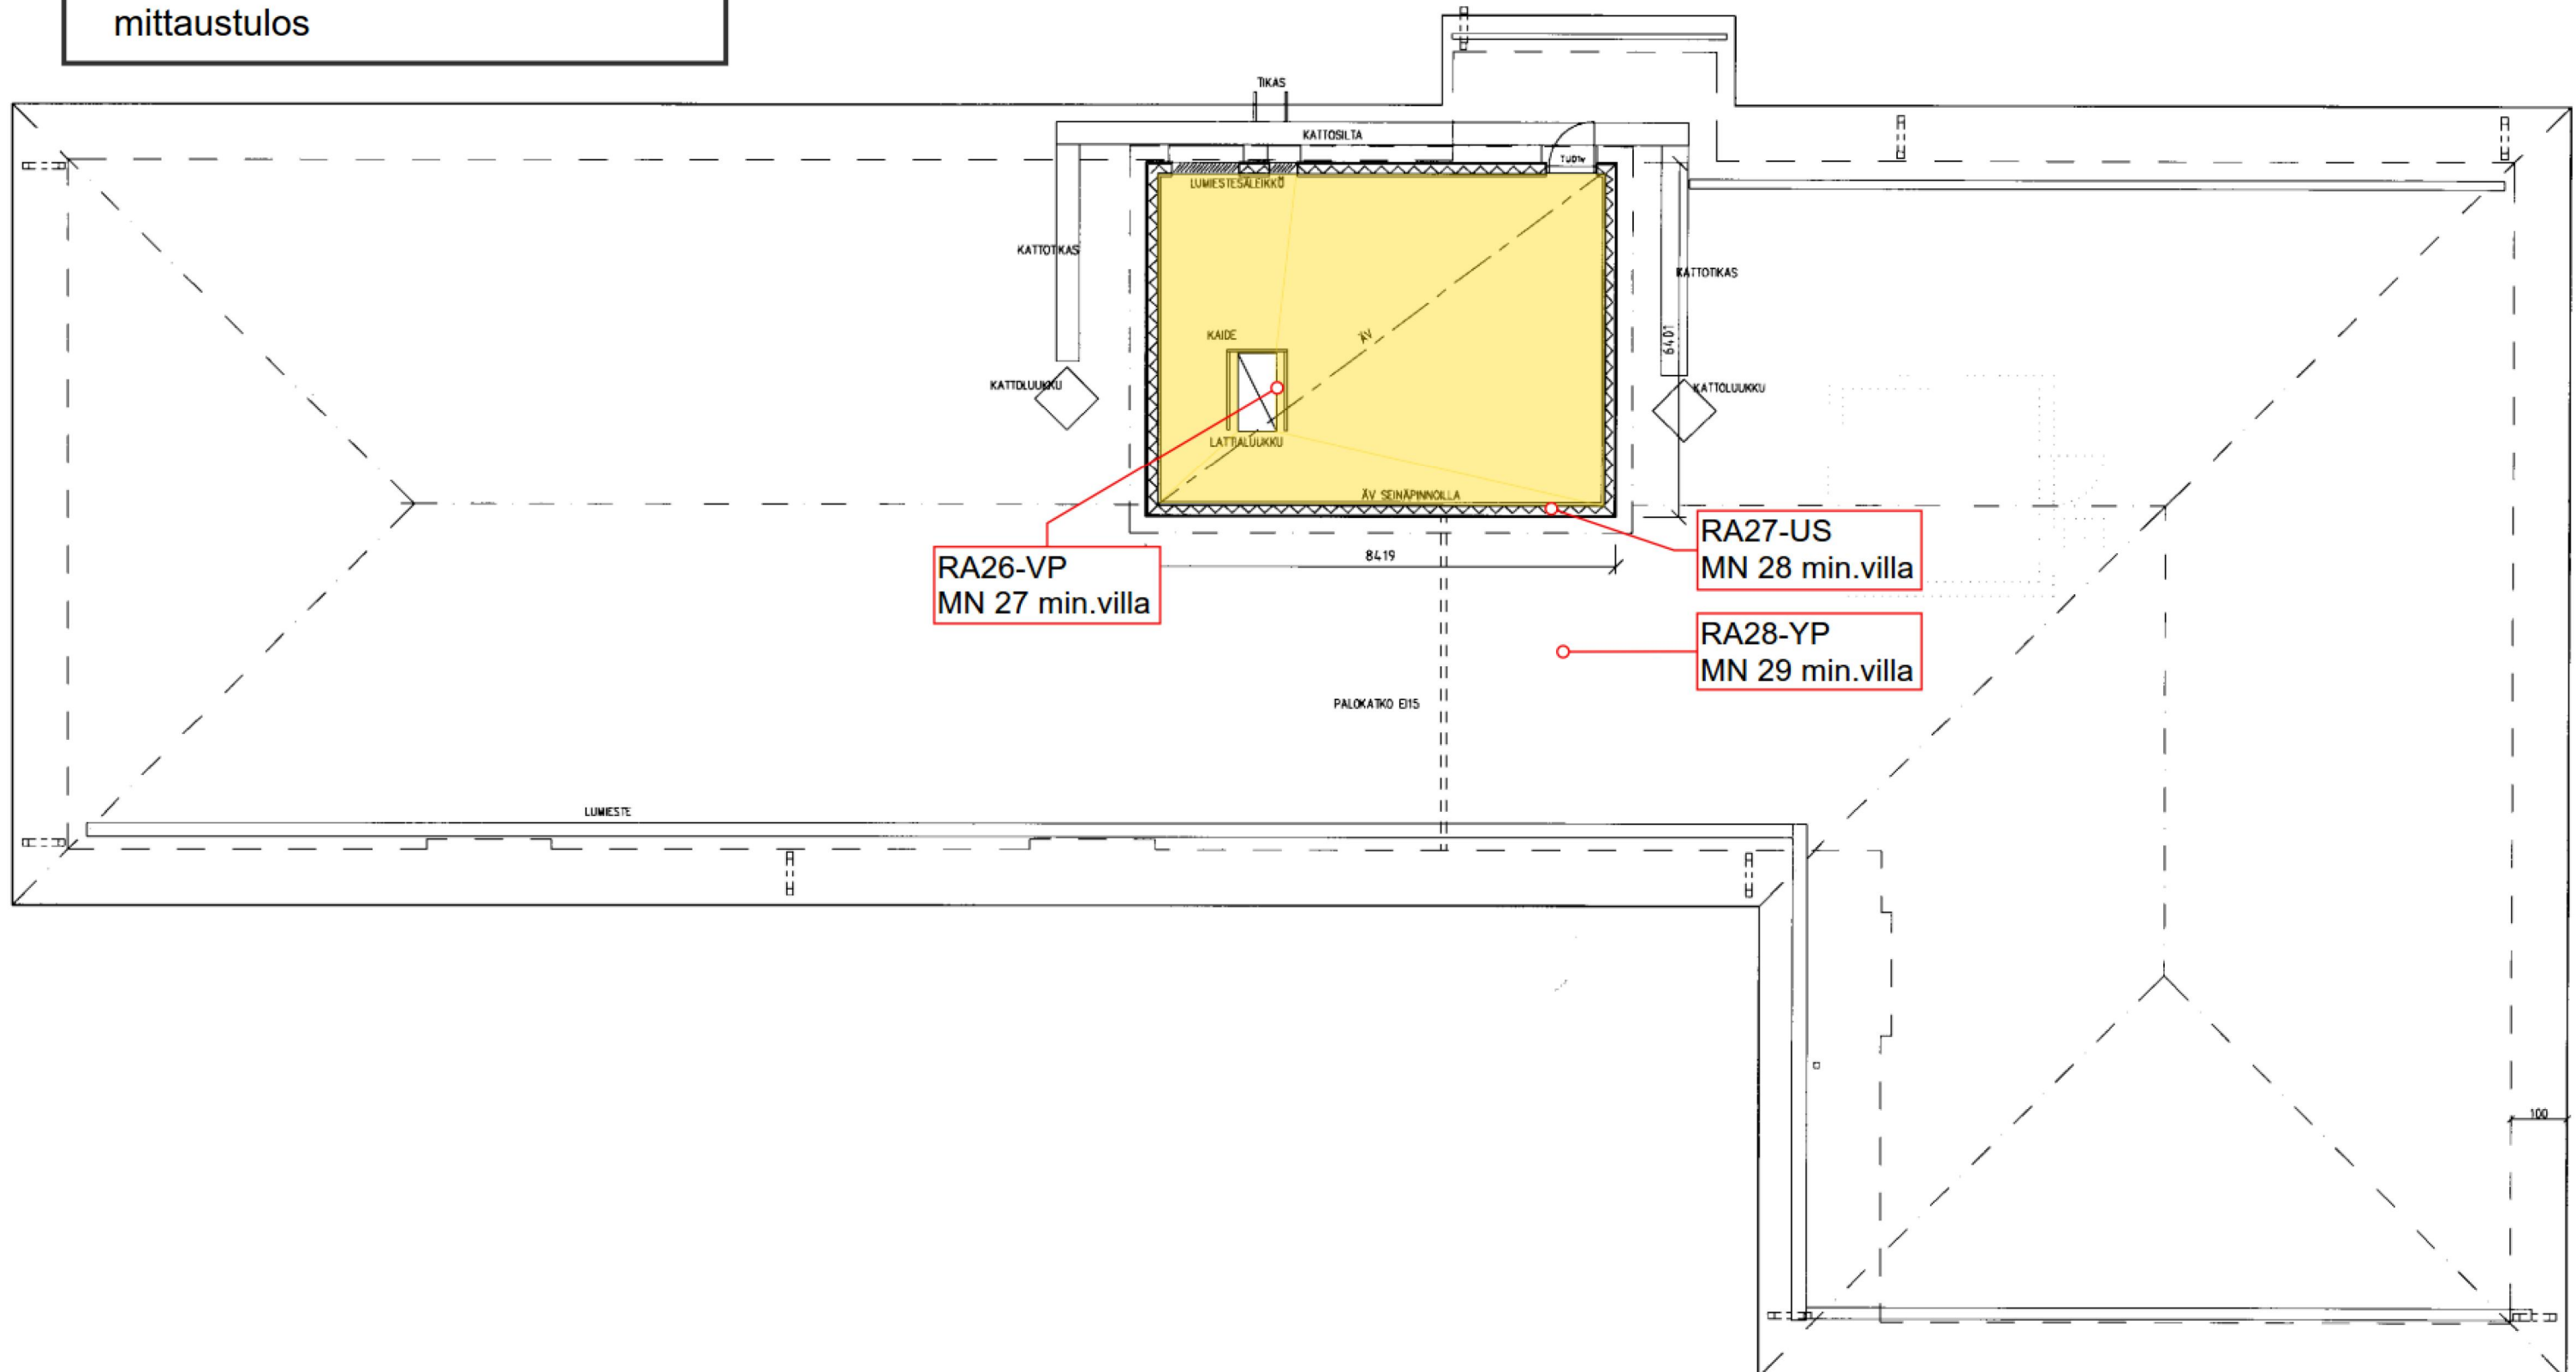 mittaustulos
TIKAS
KATTOSILTA
TUO1v
LUMIESTESÄLEIKKÖ
KATTOTIKAS
KATTOTIKAS
KAIDE
ÄV
6401
KATTOLUUKKU
KATTOLUUKKU
LATTIALUUKKU
ÄV SEINÄPINNOILLA
RA27-US
MN 28 min.villa
8419
RA26-VP
MN 27 min.villa
RA28-YP
MN 29 min.villa
PALOKATKO EI15
LUMIESTE
100